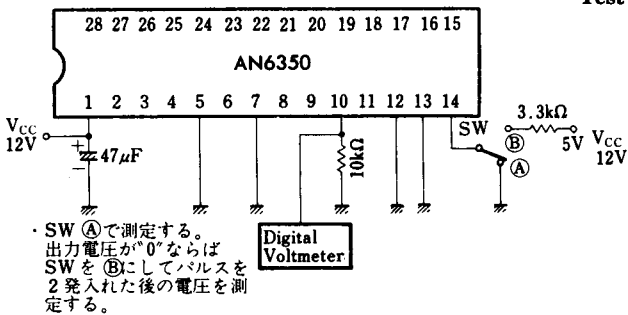 Test
28 27 26 25 24 23 22 21 20 19 18 17 16 15
AN6350
1 2 3 4 5 6 7 8 9 10 11 12 13 14
VCC
12V
+
47μF
−
10kΩ
SW
3.3kΩ
Ⓑ
Ⓐ
5V
VCC
12V
Digital
Voltmeter
・SW Ⓐで測定する。
出力電圧が"0"ならば
SWを Ⓑにしてパルスを
2発入れた後の電圧を測
定する。